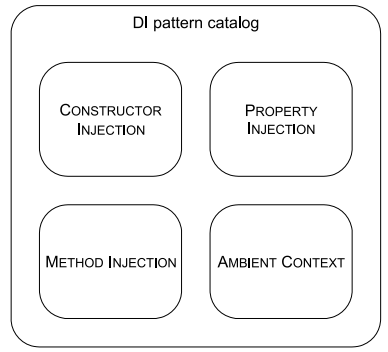 DI pattern catalog
CONSTRUCTOR
INJECTION
PROPERTY
INJECTION
METHOD INJECTION
AMBIENT CONTEXT